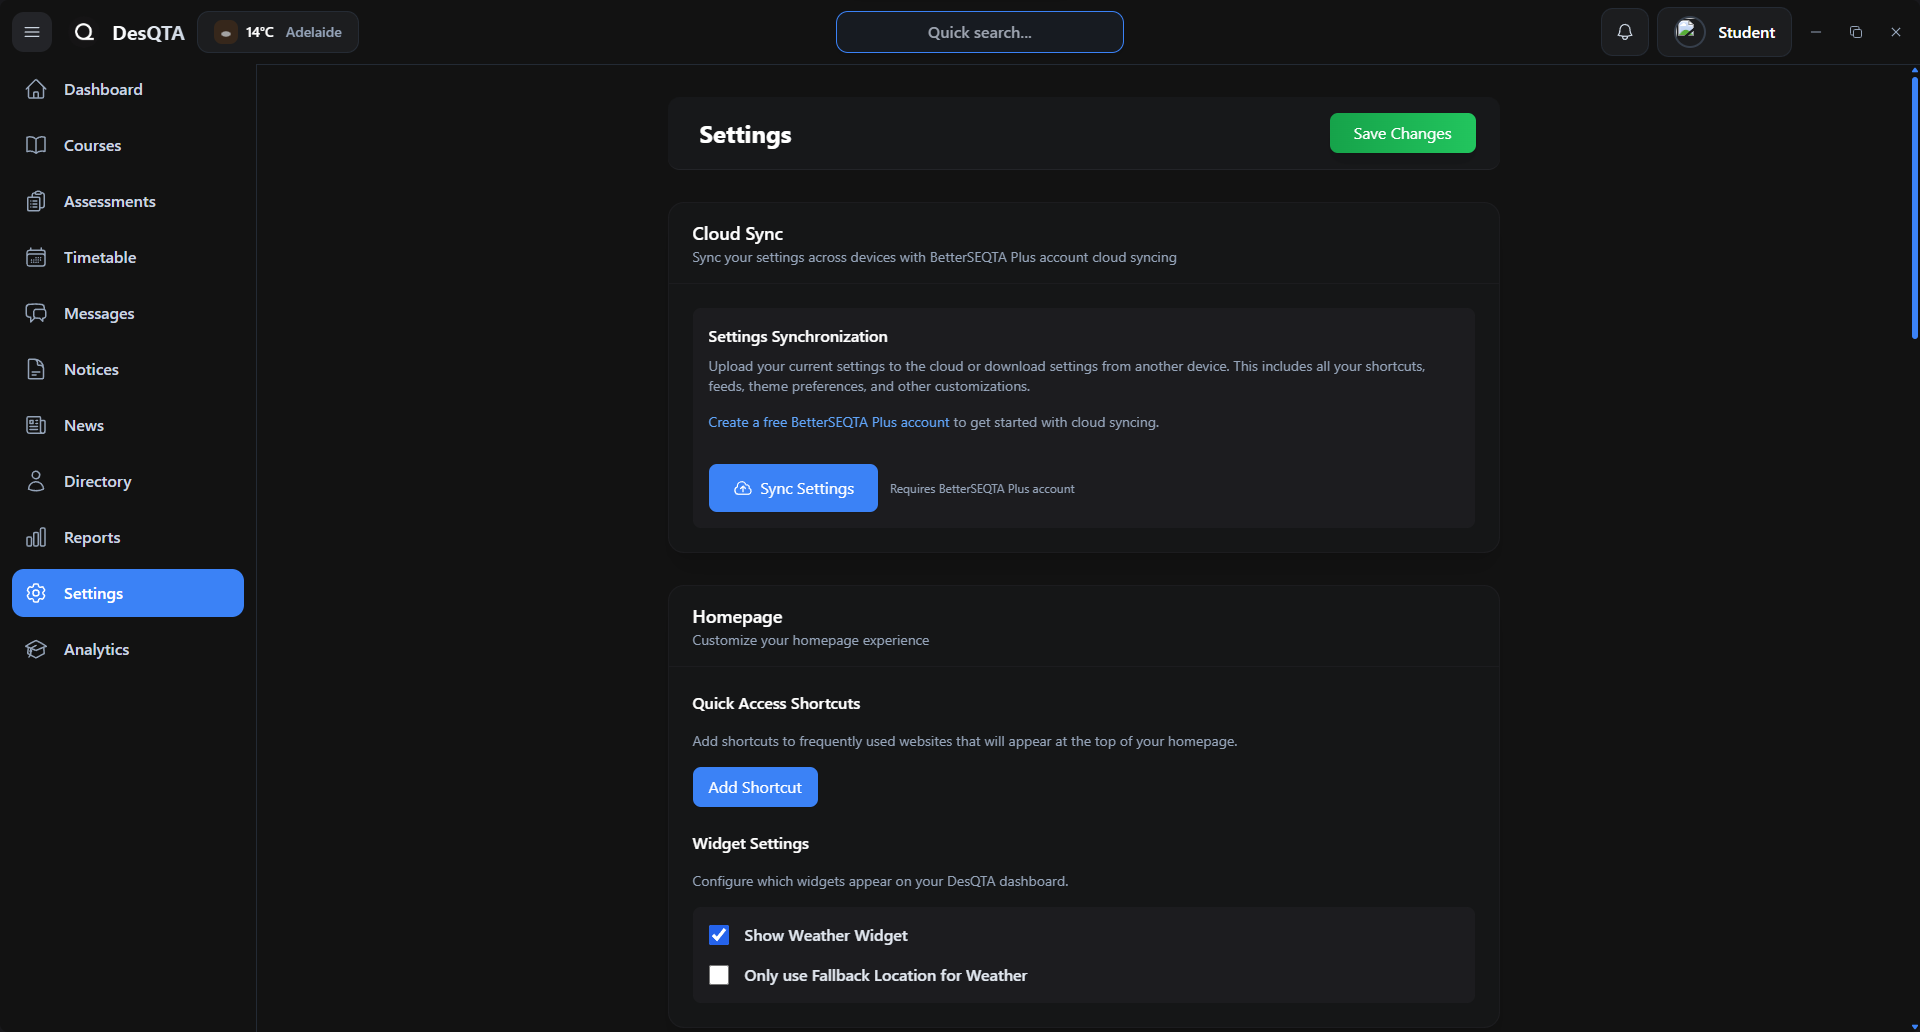 DesQTA
14°C Adelaide
Quick search...
Student
Dashboard
Courses
Assessments
Timetable
Messages
Notices
News
Directory
Reports
Settings
Analytics
Settings
Save Changes
Cloud Sync
Sync your settings across devices with BetterSEQTA Plus account cloud syncing
Settings Synchronization
Upload your current settings to the cloud or download settings from another device. This includes all your shortcuts,
feeds, theme preferences, and other customizations.
Create a free BetterSEQTA Plus account to get started with cloud syncing.
Sync Settings
Requires BetterSEQTA Plus account
Homepage
Customize your homepage experience
Quick Access Shortcuts
Add shortcuts to frequently used websites that will appear at the top of your homepage.
Add Shortcut
Widget Settings
Configure which widgets appear on your DesQTA dashboard.
Show Weather Widget
Only use Fallback Location for Weather